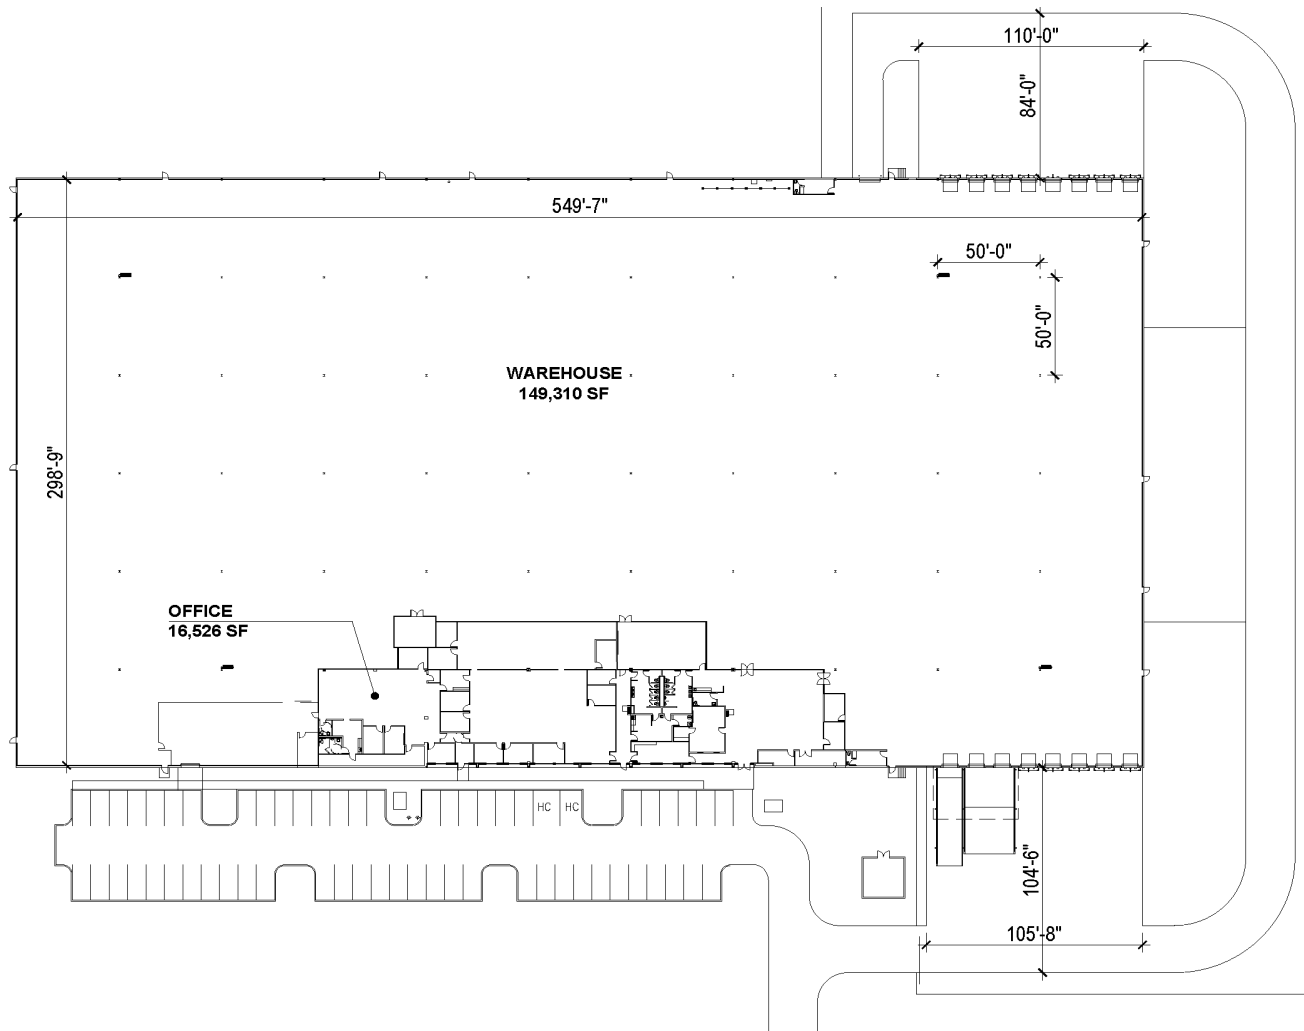 110'-0"
84'-0"
549'-7"
50'-0"
50'-0"
WAREHOUSE
149,310 SF
298'-9"
OFFICE
16,526 SF
HC
HC
104'-6"
105'-8"